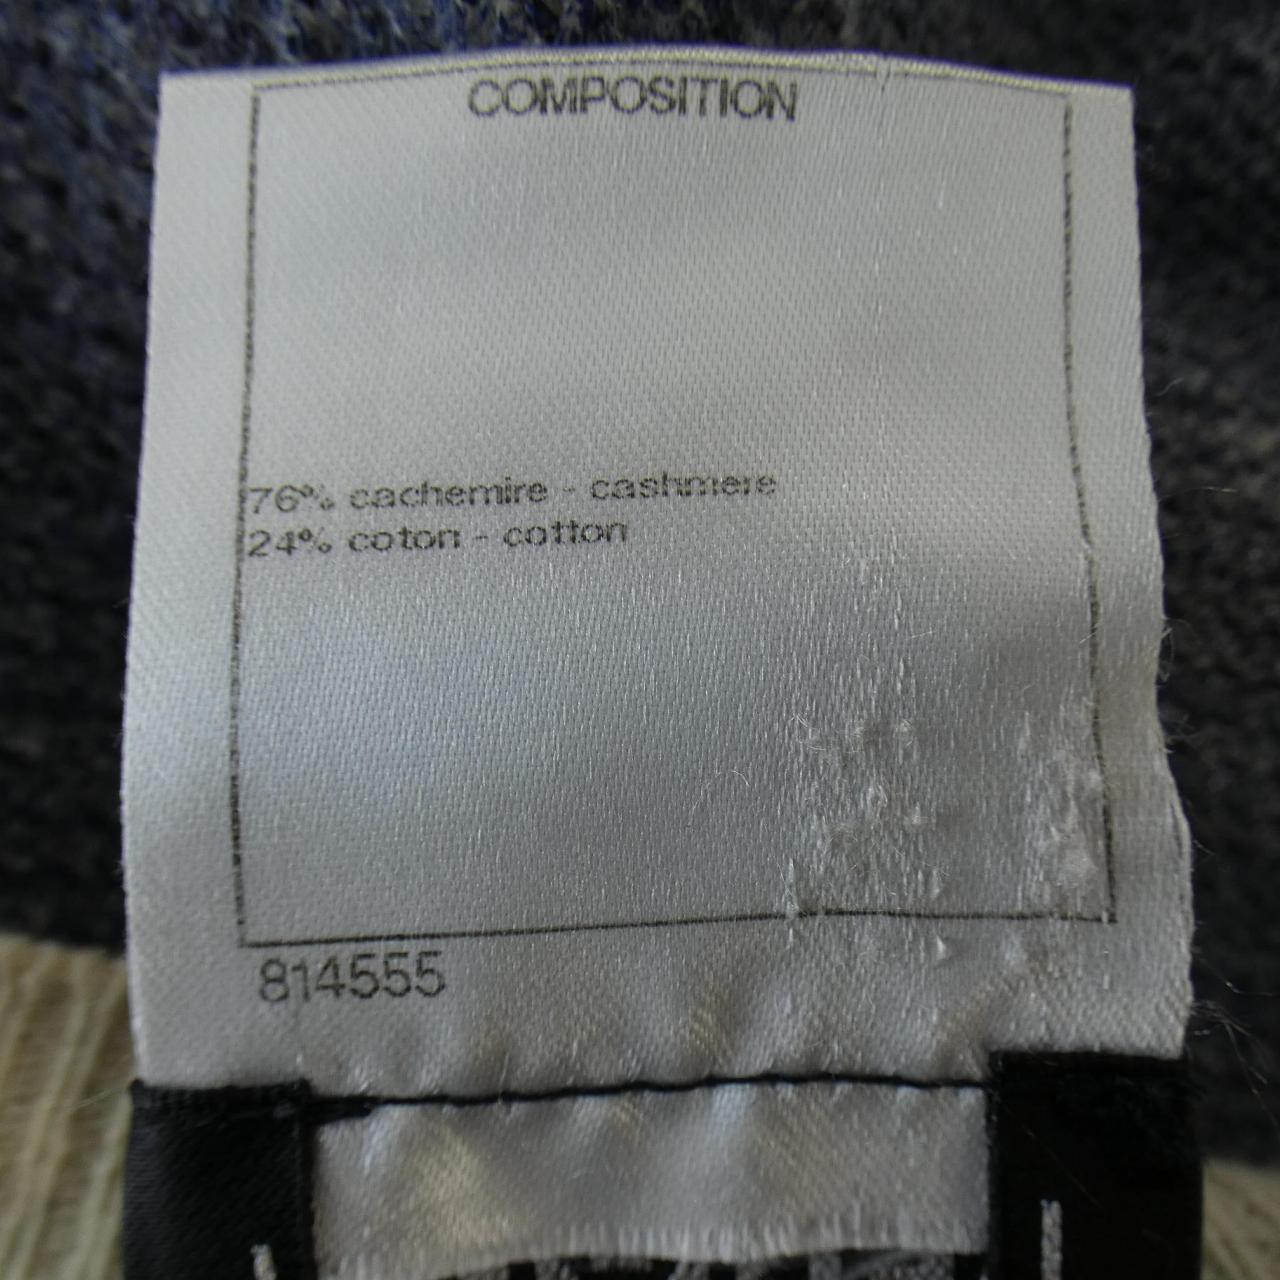 COMPOSITION
76% cachemire - cashmere
24% coton - cotton
814555